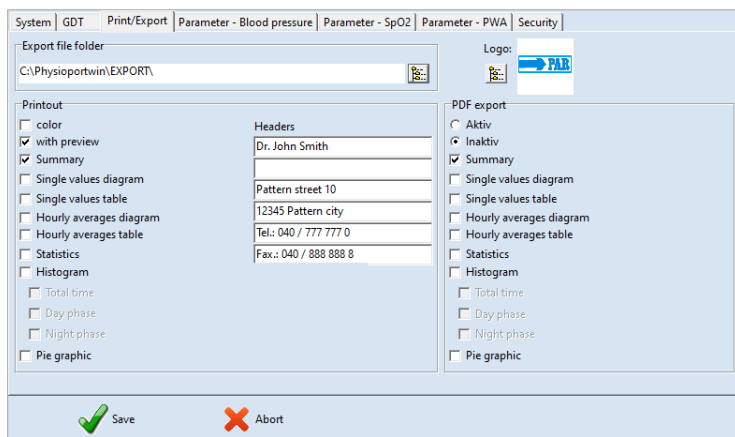 System GDT Print/Export Parameter - Blood pressure Parameter - SpO2 Parameter - PWA Security
Export file folder
Logo:
C:\Physioportwin\EXPORT\
PAR
Printout
color
with preview
Summary
Single values diagram
Single values table
Hourly averages diagram
Hourly averages table
Statistics
Histogram
Total time
Day phase
Night phase
Pie graphic
Headers
Dr. John Smith
Pattern street 10
12345 Pattern city
Tel.: 040 / 777 777 0
Fax.: 040 / 888 888 8
PDF export
Aktiv
Inaktiv
Summary
Single values diagram
Single values table
Hourly averages diagram
Hourly averages table
Statistics
Histogram
Total time
Day phase
Night phase
Pie graphic
Save
Abort